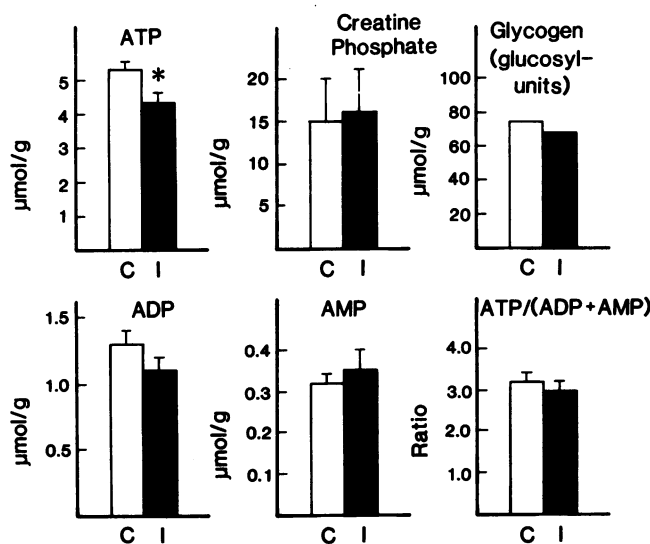 ATP
*
5
4
3
2
1
μmol/g
C I
Creatine
Phosphate
20
15
10
5
μmol/g
C I
Glycogen
(glucosyl-
units)
100
80
60
40
20
μmol/g
C I
ADP
1.5
1.0
0.5
μmol/g
C I
AMP
0.4
0.3
0.2
0.1
μmol/g
C I
ATP/(ADP+AMP)
4.0
3.0
2.0
1.0
Ratio
C I